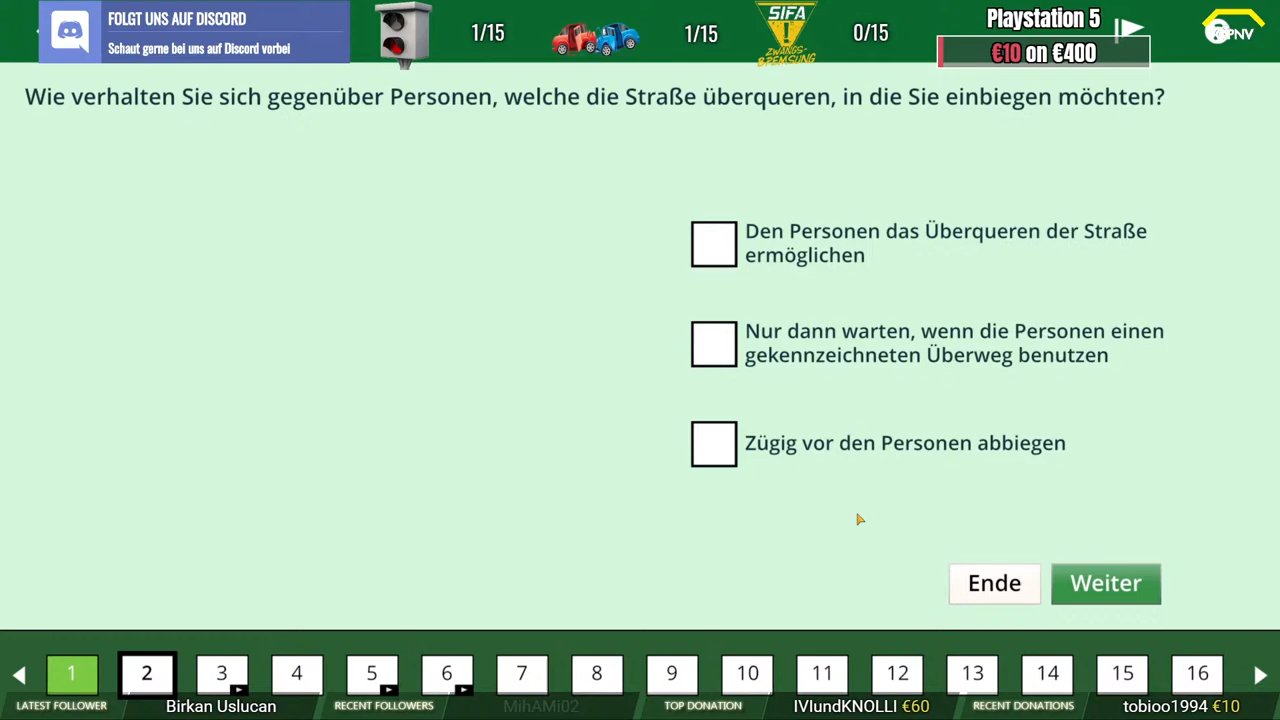 FOLGT UNS AUF DISCORD
Schaut gerne bei uns auf Discord vorbei
1/15
1/15
SIFA
ZWANGS-
BREMSUNG
0/15
Playstation 5
€10 on €400
ÖPNV
Wie verhalten Sie sich gegenüber Personen, welche die Straße überqueren, in die Sie einbiegen möchten?
Den Personen das Überqueren der Straße
ermöglichen
Nur dann warten, wenn die Personen einen
gekennzeichneten Überweg benutzen
Zügig vor den Personen abbiegen
Ende
Weiter
1 2 3 4 5 6 7 8 9 10 11 12 13 14 15 16
LATEST FOLLOWER Birkan Uslucan RECENT FOLLOWERS MihAMi02 TOP DONATION IVIundKNOLLI €60 RECENT DONATIONS tobioo1994 €10